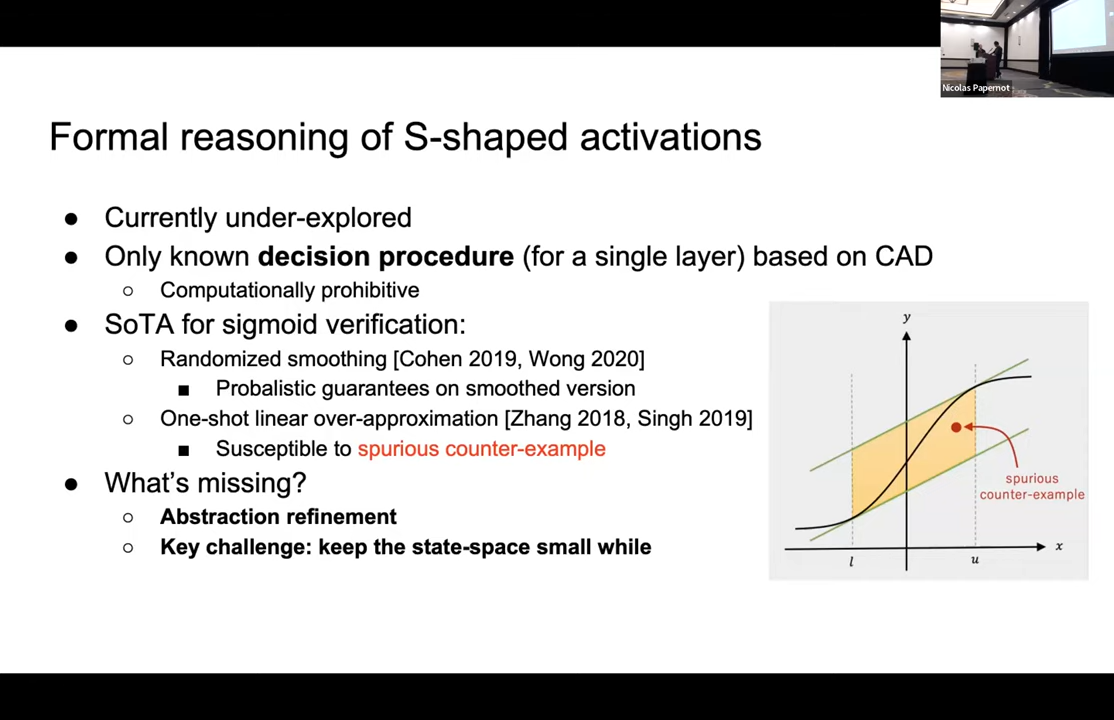 Nicolas Papernot
Formal reasoning of S-shaped activations
● Currently under-explored
● Only known decision procedure (for a single layer) based on CAD
○ Computationally prohibitive
● SoTA for sigmoid verification:
○ Randomized smoothing [Cohen 2019, Wong 2020]
■ Probalistic guarantees on smoothed version
○ One-shot linear over-approximation [Zhang 2018, Singh 2019]
■ Susceptible to spurious counter-example
● What's missing?
○ Abstraction refinement
○ Key challenge: keep the state-space small while
y
spurious
counter-example
x
l
u